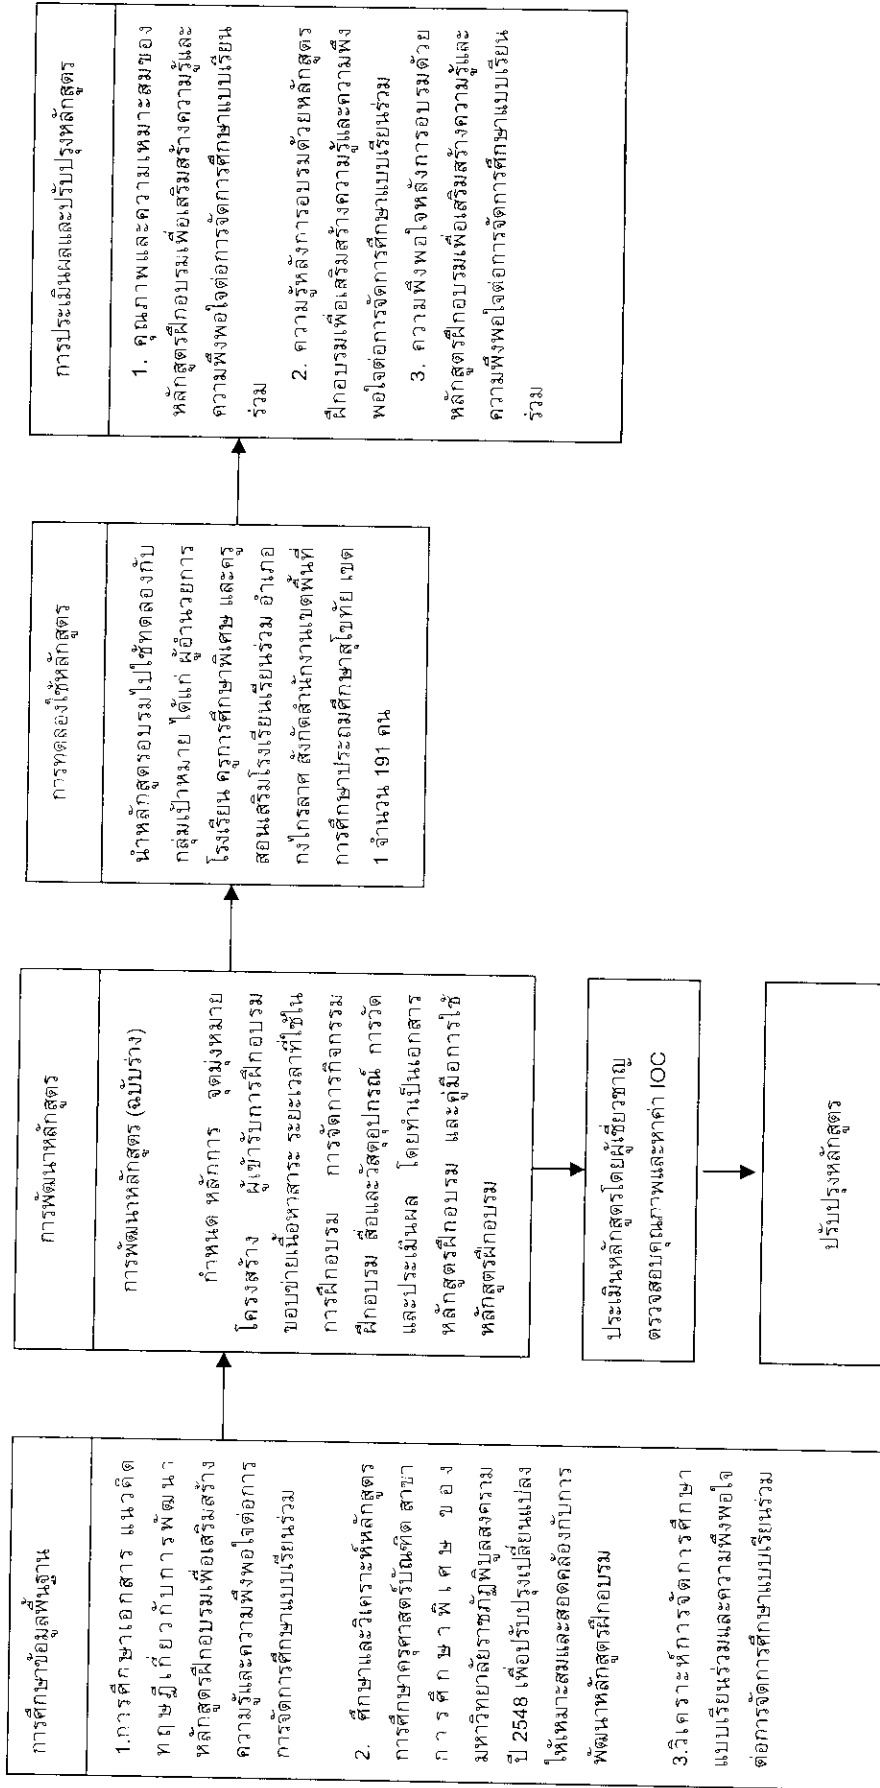 การศึกษาข้อมูลพื้นฐาน
1.การศึกษาเอกสาร แนวคิด
ทฤษฎีเกี่ยวกับการพัฒนา
หลักสูตรฝึกอบรมเพื่อเสริมสร้าง
ความรู้และความพึงพอใจต่อการ
การจัดการศึกษาแบบเรียนร่วม
2. ศึกษาและวิเคราะห์หลักสูตร
การศึกษาครุศาสตร์บัณฑิต สาขา
การศึกษาพิเศษ ของ
มหาวิทยาลัยราชภัฏพิบูลสงคราม
ปี 2548 เพื่อปรับปรุงเปลี่ยนแปลง
ให้เหมาะสมและสอดคล้องกับการ
พัฒนาหลักสูตรฝึกอบรม
3.วิเคราะห์การจัดการศึกษา
แบบเรียนร่วมและความพึงพอใจ
ต่อการจัดการศึกษาแบบเรียนร่วม
การพัฒนาหลักสูตร
การพัฒนาหลักสูตร (ฉบับร่าง)
กำหนด หลักการ จุดมุ่งหมาย
โครงสร้าง ผู้เข้ารับการฝึกอบรม
ขอบข่ายเนื้อหาสาระ ระยะเวลาที่ใช้ใน
การฝึกอบรม การจัดการกิจกรรม
ฝึกอบรม สื่อและวัสดุอุปกรณ์ การวัด
และประเมินผล โดยทำเป็นเอกสาร
หลักสูตรฝึกอบรม และคู่มือการใช้
หลักสูตรฝึกอบรม
ประเมินหลักสูตรโดยผู้เชี่ยวชาญ
ตรวจสอบคุณภาพและหาค่า IOC
ปรับปรุงหลักสูตร
การทดลองใช้หลักสูตร
นำหลักสูตรอบรมไปใช้ทดลองกับ
กลุ่มเป้าหมาย ได้แก่ ผู้อำนวยการ
โรงเรียน ครูการศึกษาพิเศษ และครู
สอนเสริมโรงเรียนเรียนร่วม อำเภอ
กงไกรลาศ สังกัดสำนักงานเขตพื้นที่
การศึกษาประถมศึกษาสุโขทัย เขต
1 จำนวน 191 คน
การประเมินผลและปรับปรุงหลักสูตร
1. คุณภาพและความเหมาะสมของ
หลักสูตรฝึกอบรมเพื่อเสริมสร้างความรู้และ
ความพึงพอใจต่อการจัดการศึกษาแบบเรียน
ร่วม
2. ความรู้หลังการอบรมด้วยหลักสูตร
ฝึกอบรมเพื่อเสริมสร้างความรู้และความพึง
พอใจต่อการจัดการศึกษาแบบเรียนร่วม
3. ความพึงพอใจหลังการอบรมด้วย
หลักสูตรฝึกอบรมเพื่อเสริมสร้างความรู้และ
ความพึงพอใจต่อการจัดการศึกษาแบบเรียน
ร่วม